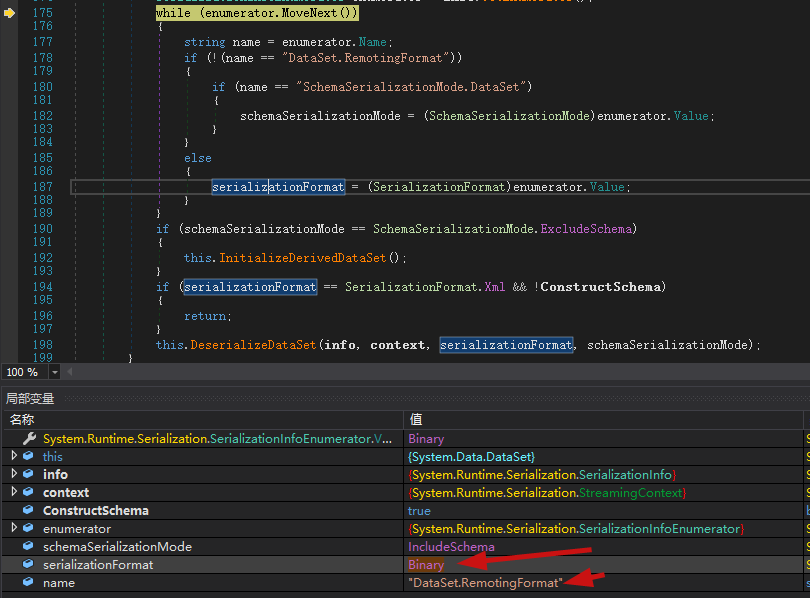 175 while (enumerator.MoveNext())
176 {
177 string name = enumerator.Name;
178 if (!(name == "DataSet.RemotingFormat"))
179 {
180 if (name == "SchemaSerializationMode.DataSet")
181 {
182 schemaSerializationMode = (SchemaSerializationMode)enumerator.Value;
183 }
184 }
185 else
186 {
187 serializationFormat = (SerializationFormat)enumerator.Value;
188 }
189 }
190 if (schemaSerializationMode == SchemaSerializationMode.ExcludeSchema)
191 {
192 this.InitializeDerivedDataSet();
193 }
194 if (serializationFormat == SerializationFormat.Xml && !ConstructSchema)
195 {
196 return;
197 }
198 this.DeserializeDataSet(info, context, serializationFormat, schemaSerializationMode);
199 }
100 %
局部变量
名称 值
System.Runtime.Serialization.SerializationInfoEnumerator.V... Binary
this {System.Data.DataSet}
info {System.Runtime.Serialization.SerializationInfo}
context {System.Runtime.Serialization.StreamingContext}
ConstructSchema true
enumerator {System.Runtime.Serialization.SerializationInfoEnumerator}
schemaSerializationMode IncludeSchema
serializationFormat Binary
name "DataSet.RemotingFormat"